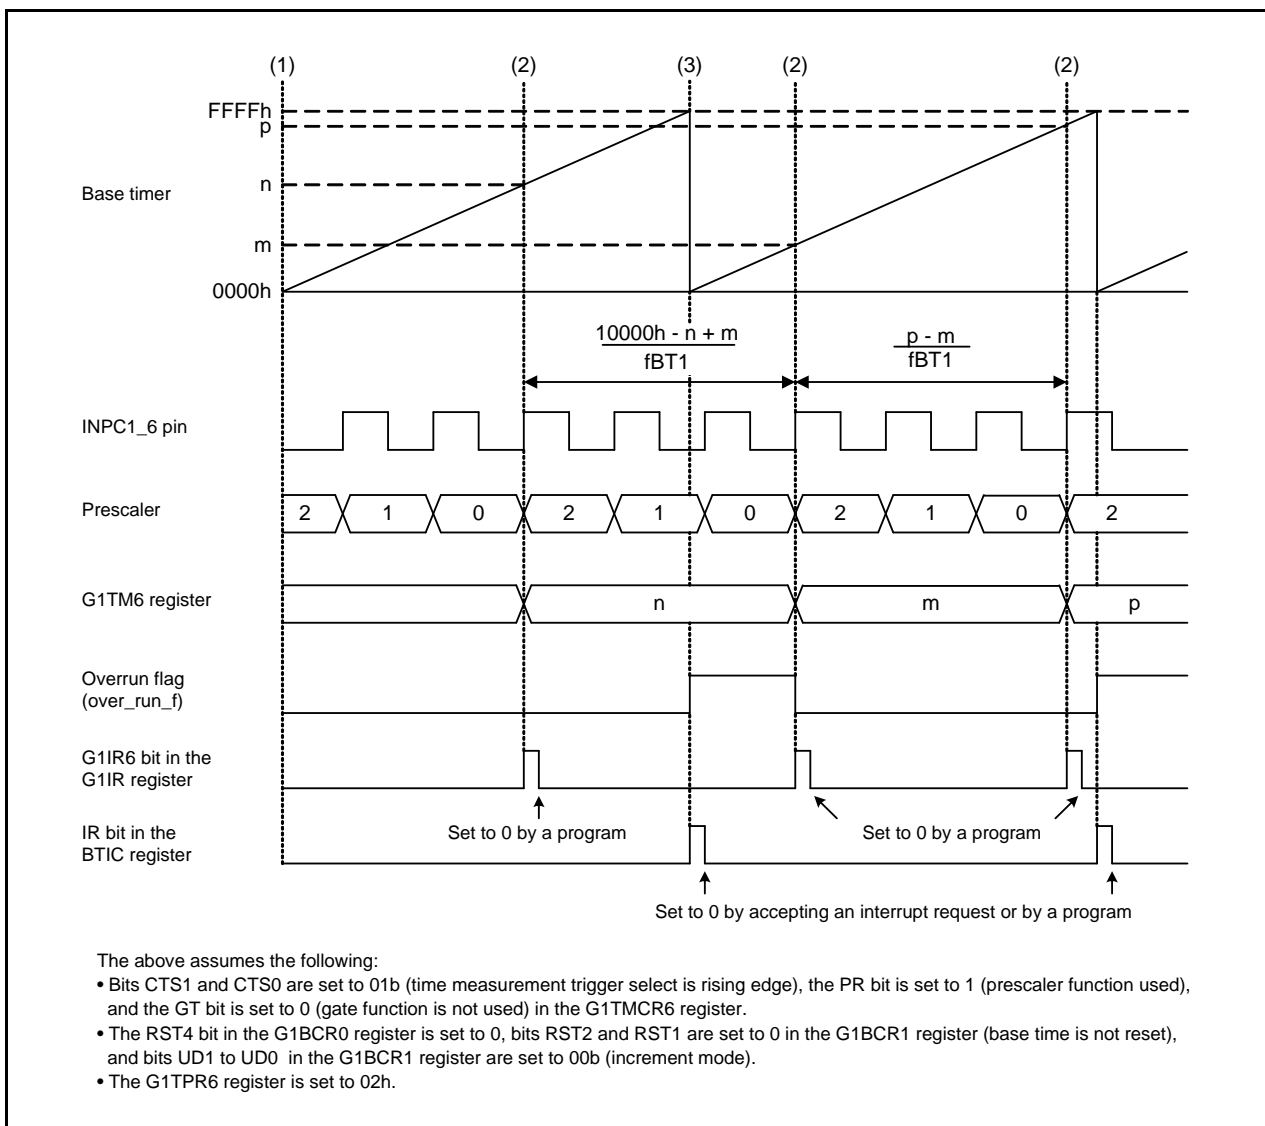 (1) (2) (3) (2) (2)
FFFFh
p
n
Base timer
m
0000h
10000h - n + m
fBT1
p - m
fBT1
INPC1_6 pin
Prescaler 2 1 0 2 1 0 2 1 0 2
G1TM6 register n m p
Overrun flag
(over_run_f)
G1IR6 bit in the
G1IR register
Set to 0 by a program Set to 0 by a program
IR bit in the
BTIC register
Set to 0 by accepting an interrupt request or by a program
The above assumes the following:
• Bits CTS1 and CTS0 are set to 01b (time measurement trigger select is rising edge), the PR bit is set to 1 (prescaler function used),
and the GT bit is set to 0 (gate function is not used) in the G1TMCR6 register.
• The RST4 bit in the G1BCR0 register is set to 0, bits RST2 and RST1 are set to 0 in the G1BCR1 register (base time is not reset),
and bits UD1 to UD0 in the G1BCR1 register are set to 00b (increment mode).
• The G1TPR6 register is set to 02h.